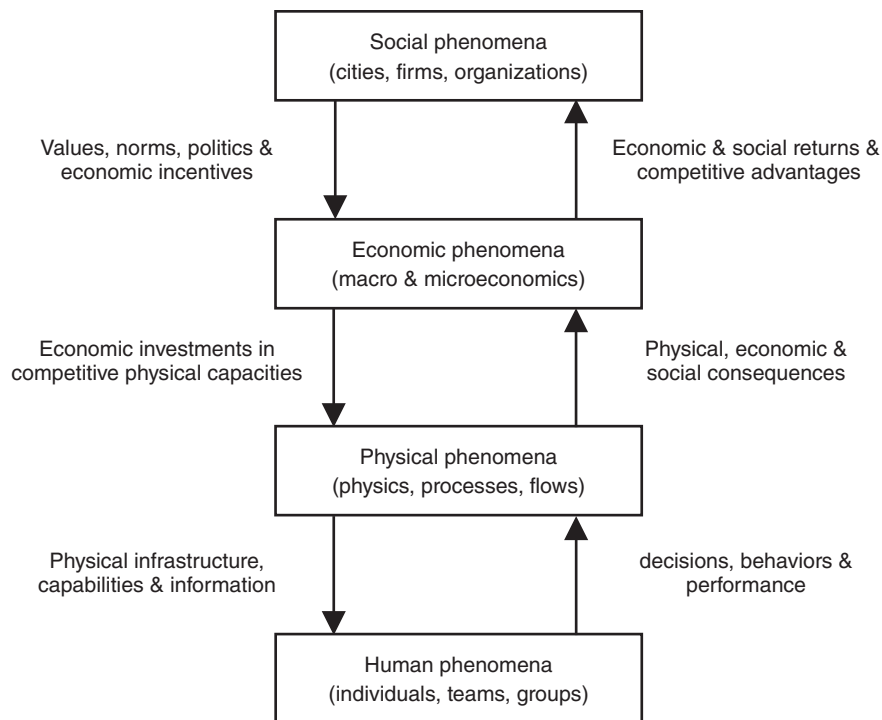 Social phenomena
(cities, firms, organizations)
Values, norms, politics &
economic incentives
Economic & social returns &
competitive advantages
Economic phenomena
(macro & microeconomics)
Economic investments in
competitive physical capacities
Physical, economic &
social consequences
Physical phenomena
(physics, processes, flows)
Physical infrastructure,
capabilities & information
decisions, behaviors &
performance
Human phenomena
(individuals, teams, groups)